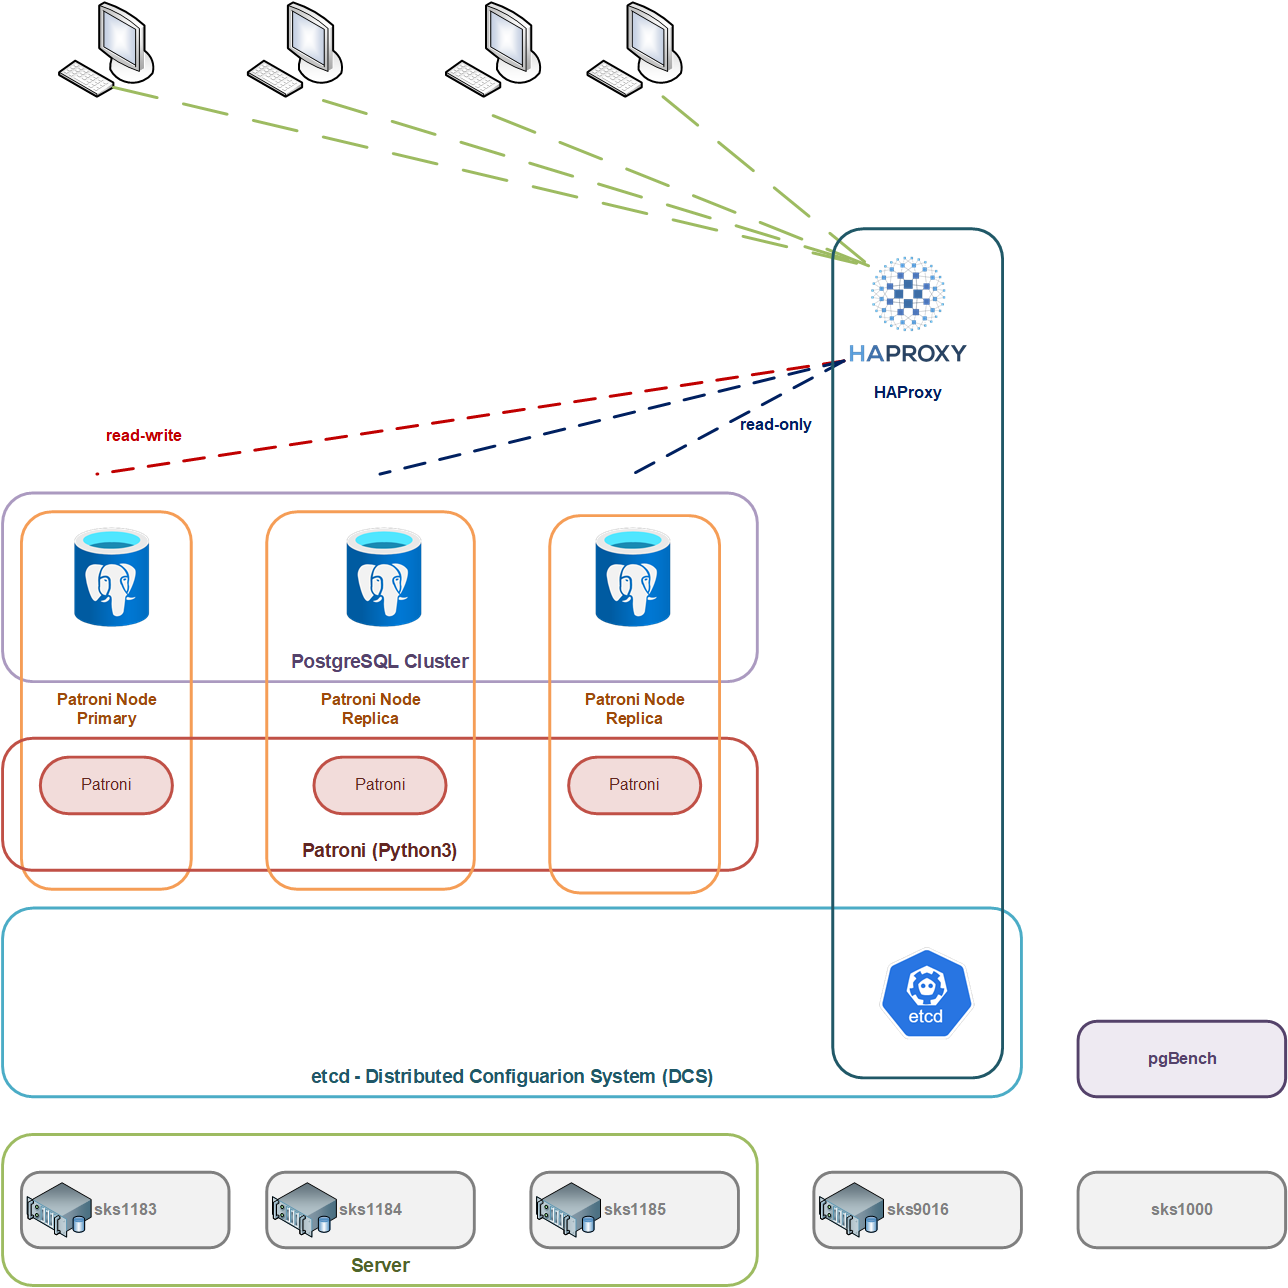 HAPROXY
HAProxy
read-write
read-only
PostgreSQL Cluster
Patroni Node
Primary
Patroni Node
Replica
Patroni Node
Replica
Patroni
Patroni
Patroni
Patroni (Python3)
etcd
etcd - Distributed Configuarion System (DCS)
pgBench
sks1183
sks1184
sks1185
sks9016
sks1000
Server